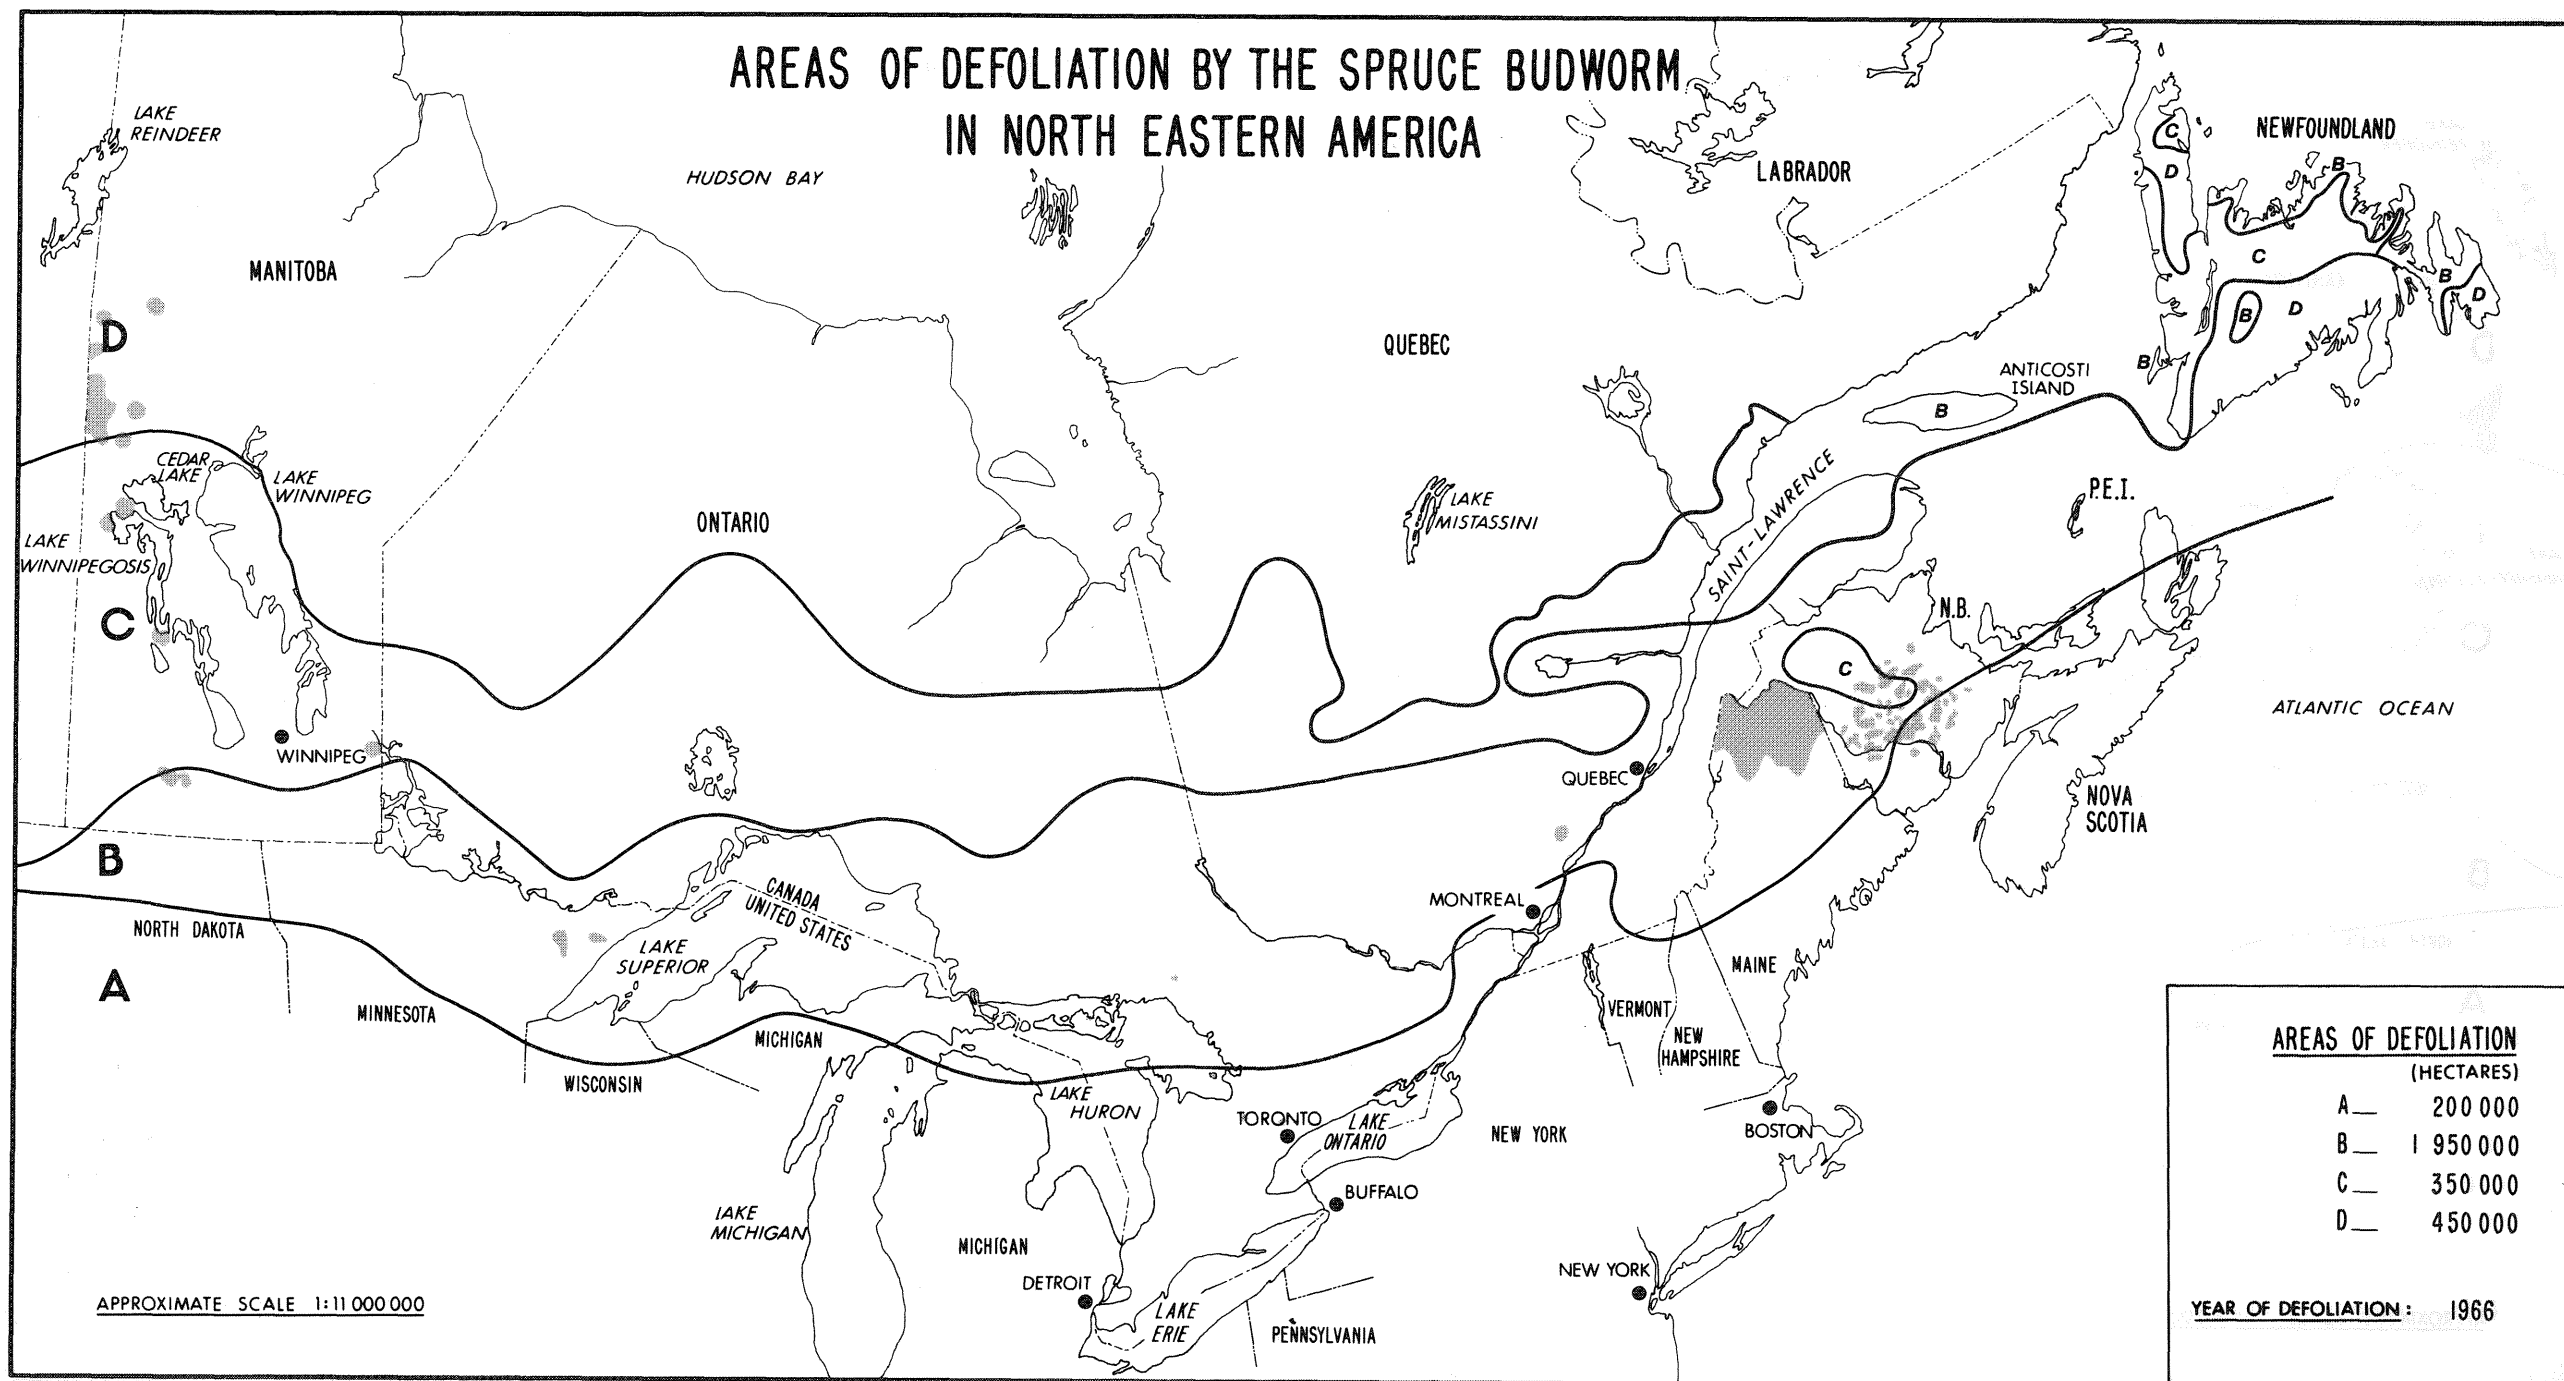 AREAS OF DEFOLIATION BY THE SPRUCE BUDWORM
IN NORTH EASTERN AMERICA
LAKE
REINDEER
HUDSON BAY
MANITOBA
LABRADOR
NEWFOUNDLAND
C
D
B
C
B
D
B
D
B
QUEBEC
ANTICOSTI
ISLAND
B
D
CEDAR
LAKE
LAKE
WINNIPEG
LAKE
WINNIPEGOSIS
ONTARIO
LAKE
MISTASSINI
SAINT-LAWRENCE
P.E.I.
N.B.
C
C
ATLANTIC OCEAN
WINNIPEG
QUEBEC
NOVA
SCOTIA
B
CANADA
UNITED STATES
MONTREAL
NORTH DAKOTA
LAKE
SUPERIOR
A
MINNESOTA
MICHIGAN
WISCONSIN
MAINE
VERMONT
NEW
HAMPSHIRE
LAKE
HURON
TORONTO
LAKE
ONTARIO
NEW YORK
BOSTON
BUFFALO
LAKE
MICHIGAN
MICHIGAN
DETROIT
LAKE
ERIE
PENNSYLVANIA
NEW YORK
APPROXIMATE SCALE 1:11 000 000
AREAS OF DEFOLIATION
(HECTARES)
A__ 200 000
B__ 1 950 000
C__ 350 000
D__ 450 000
YEAR OF DEFOLIATION : 1966